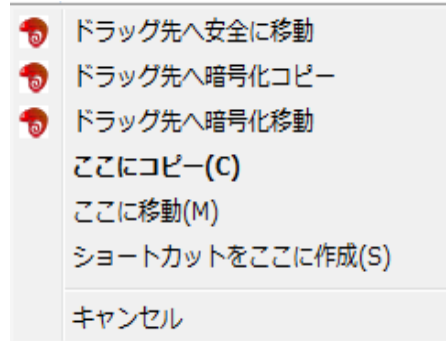 ドラッグ先へ安全に移動
ドラッグ先へ暗号化コピー
ドラッグ先へ暗号化移動
ここにコピー(C)
ここに移動(M)
ショートカットをここに作成(S)
キャンセル